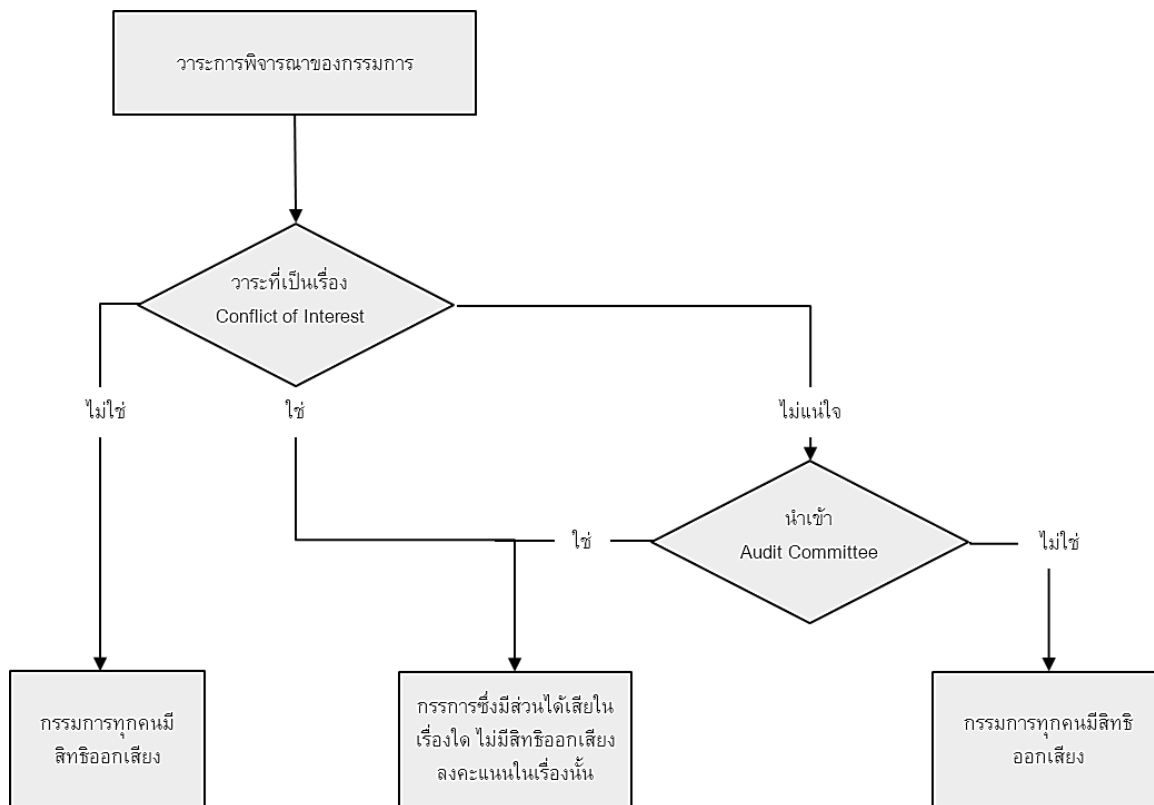 วาระการพิจารณาของกรรมการ
วาระที่เป็นเรื่อง
Conflict of Interest
ไม่ใช่
ใช่
ไม่แน่ใจ
นำเข้า
Audit Committee
ใช่
ไม่ใช่
กรรมการทุกคนมี
สิทธิออกเสียง
กรรการซึ่งมีส่วนได้เสียใน
เรื่องใด ไม่มีสิทธิออกเสียง
ลงคะแนนในเรื่องนั้น
กรรมการทุกคนมีสิทธิ
ออกเสียง